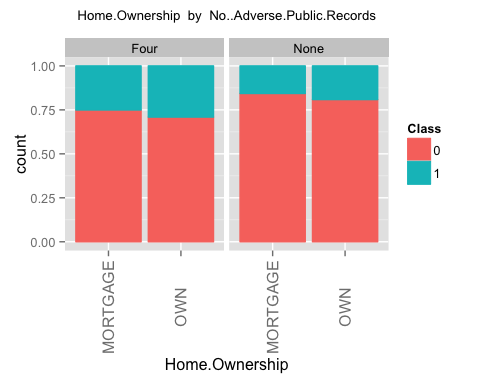 Home.Ownership by No..Adverse.Public.Records
Four
None
1.00
0.75
0.50
0.25
0.00
count
MORTGAGE
OWN
MORTGAGE
OWN
Home.Ownership
Class
0
1